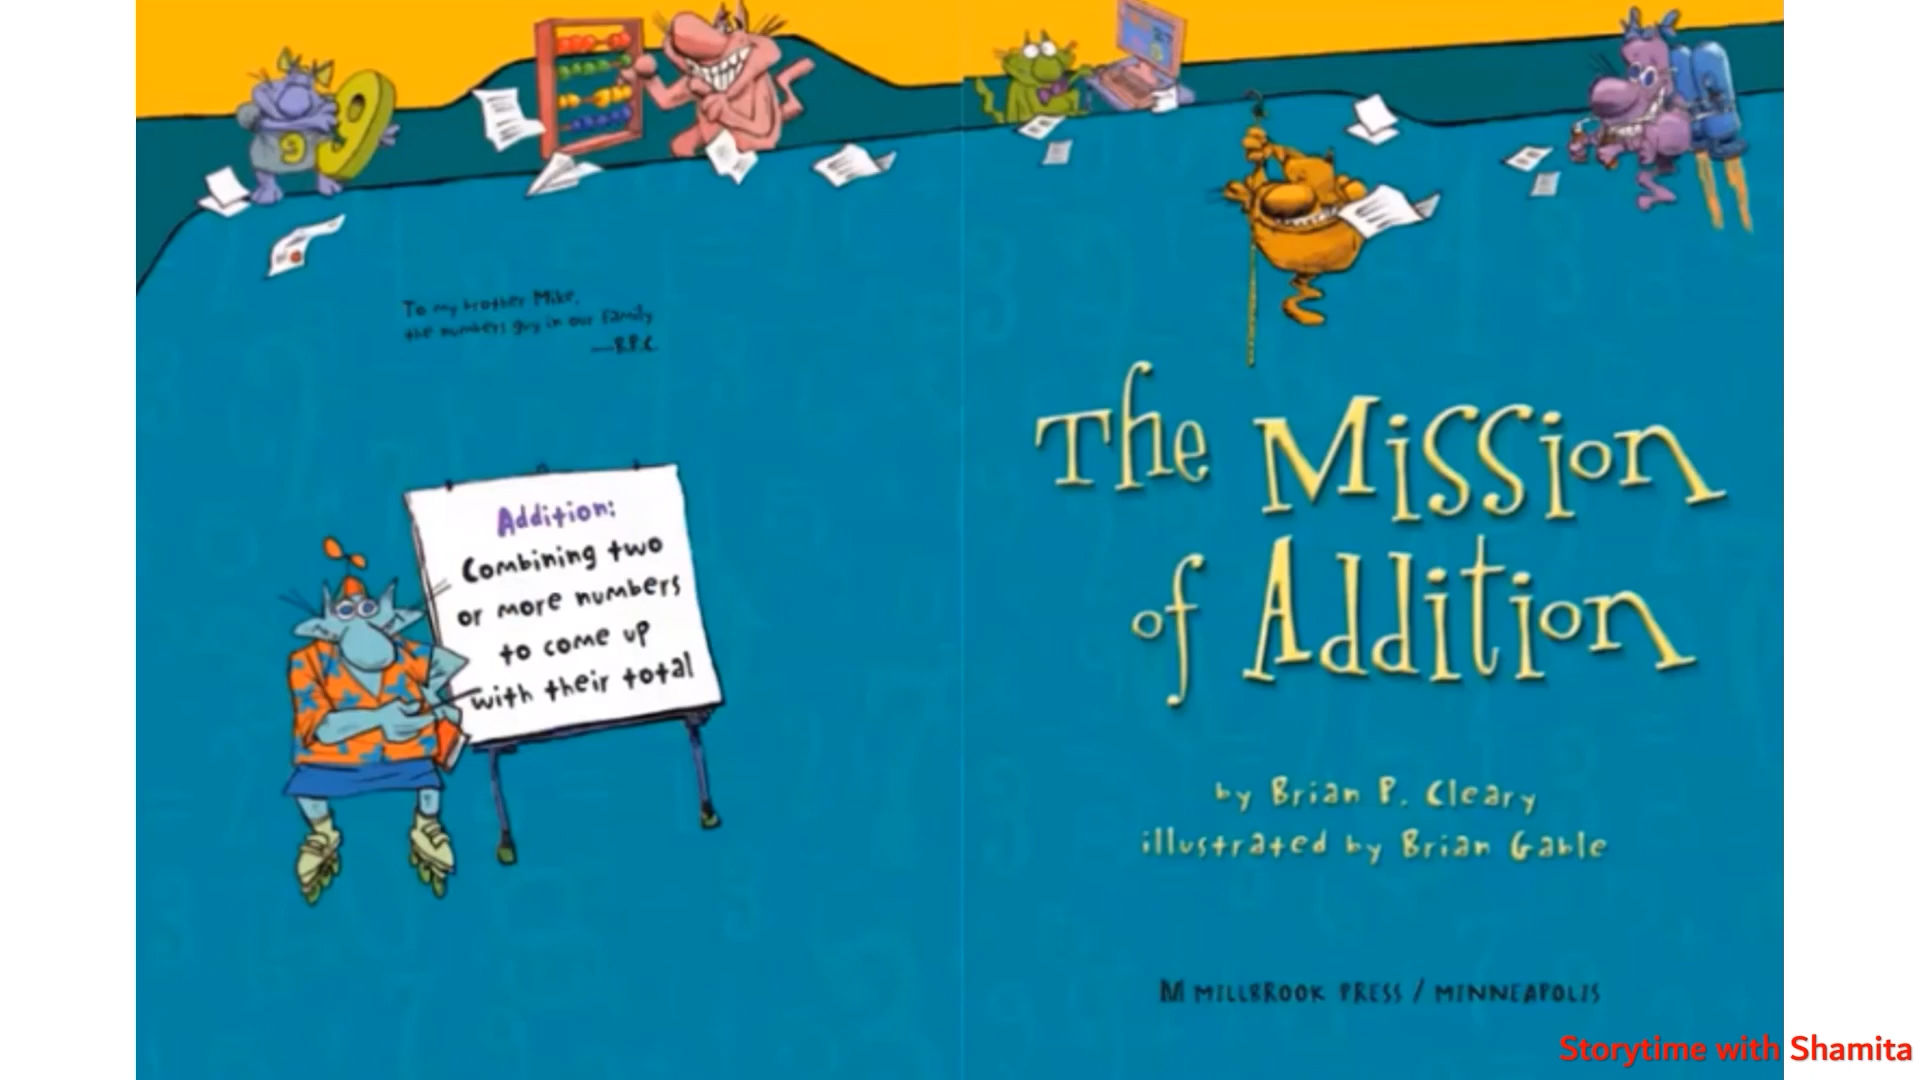 To my brother Mike,
the numbers guy in our family
—B.P.C.
Addition:
Combining two
or more numbers
to come up
with their total
9
The Mission
of Addition
by Brian P. Cleary
illustrated by Brian Gable
M MILLBROOK PRESS / MINNEAPOLIS
Storytime with Shamita